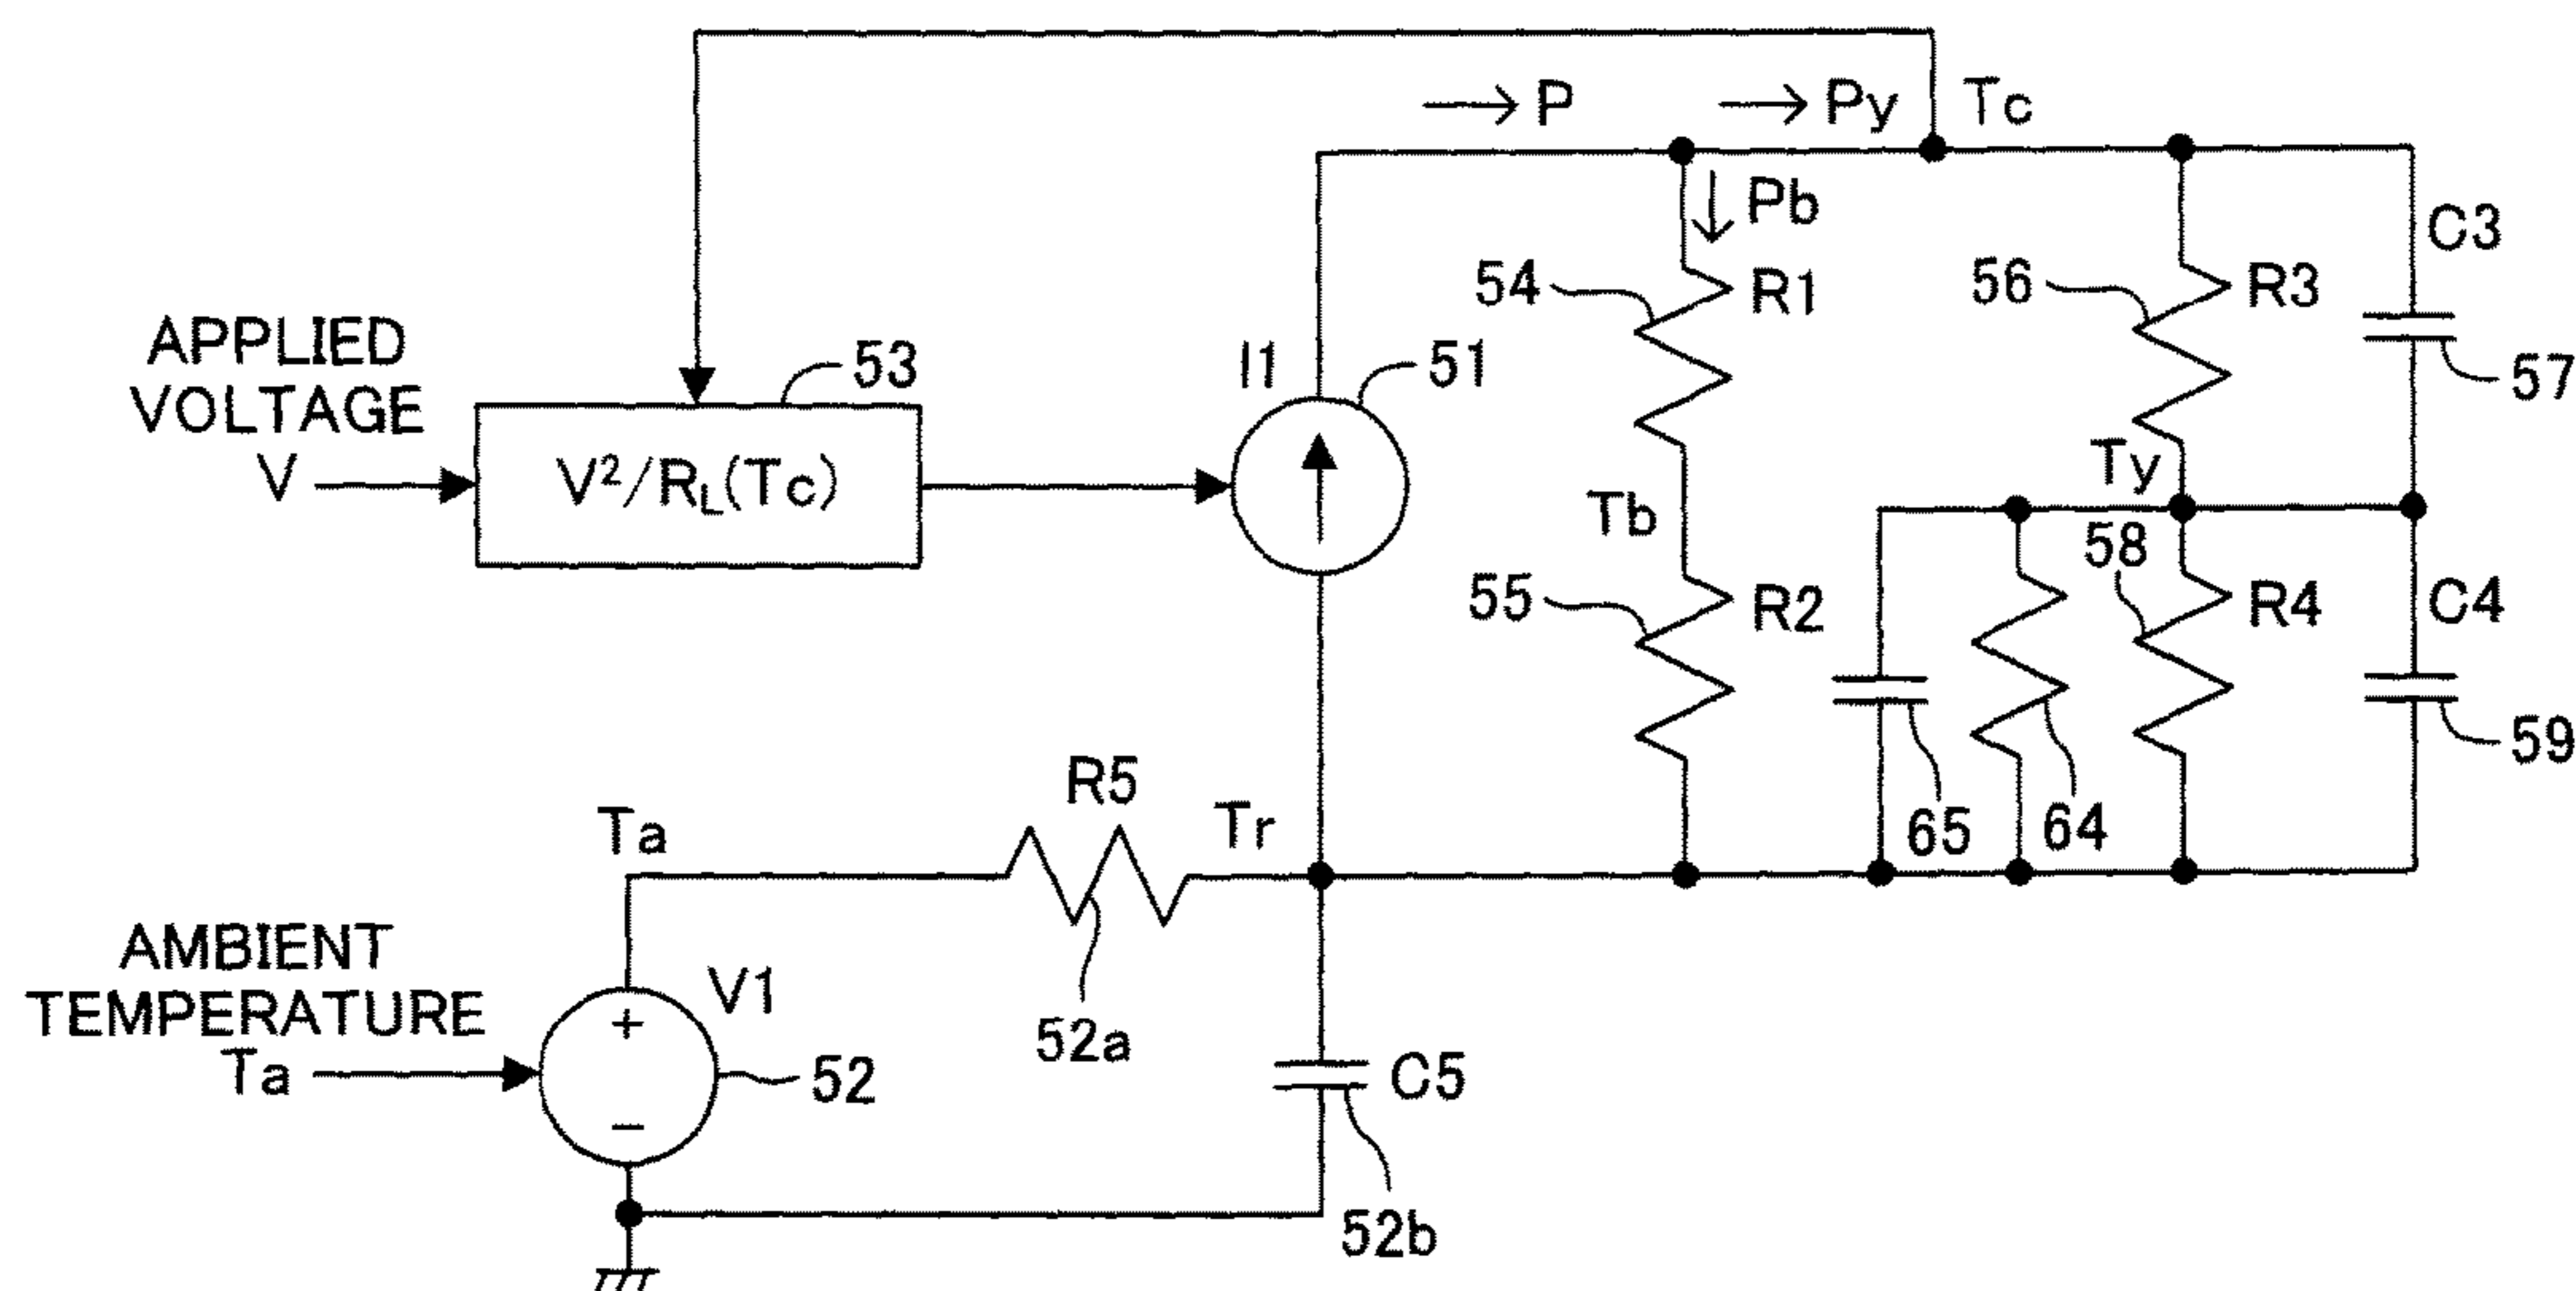 →P
→Py
Tc
↓Pb
C3
54
R1
56
R3
APPLIED
VOLTAGE
V
53
I1
51
57
V²/R_L(Tc)
Ty
Tb
58
55
R2
R4
C4
59
R5
Ta
Tr
65
64
AMBIENT
TEMPERATURE
Ta
V1
+
−
52
52a
C5
52b